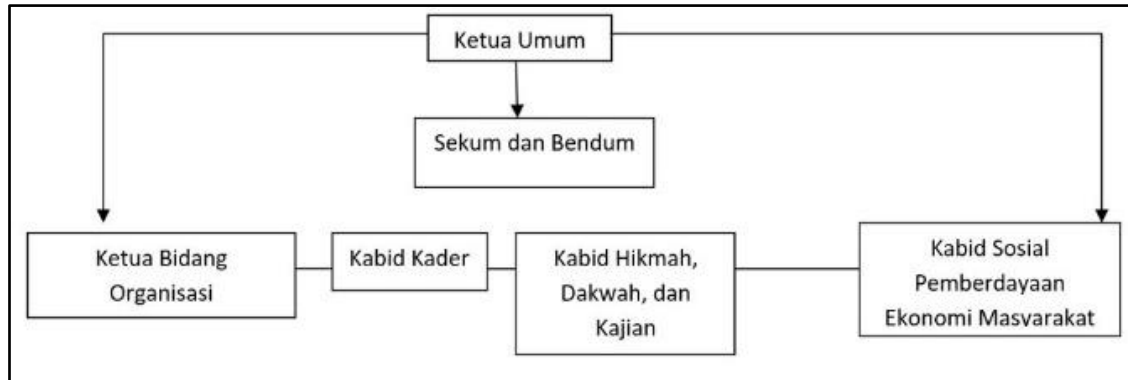 Ketua Umum
Sekum dan Bendum
Ketua Bidang
Organisasi
Kabid Kader
Kabid Hikmah,
Dakwah, dan
Kajian
Kabid Sosial
Pemberdayaan
Ekonomi Masyarakat